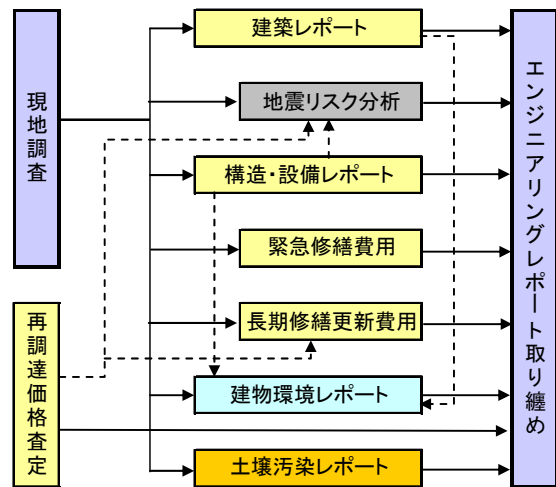 現地調査
再調達価格査定
建築レポート
地震リスク分析
構造・設備レポート
緊急修繕費用
長期修繕更新費用
建物環境レポート
土壌汚染レポート
エンジニアリングレポート取り纏め